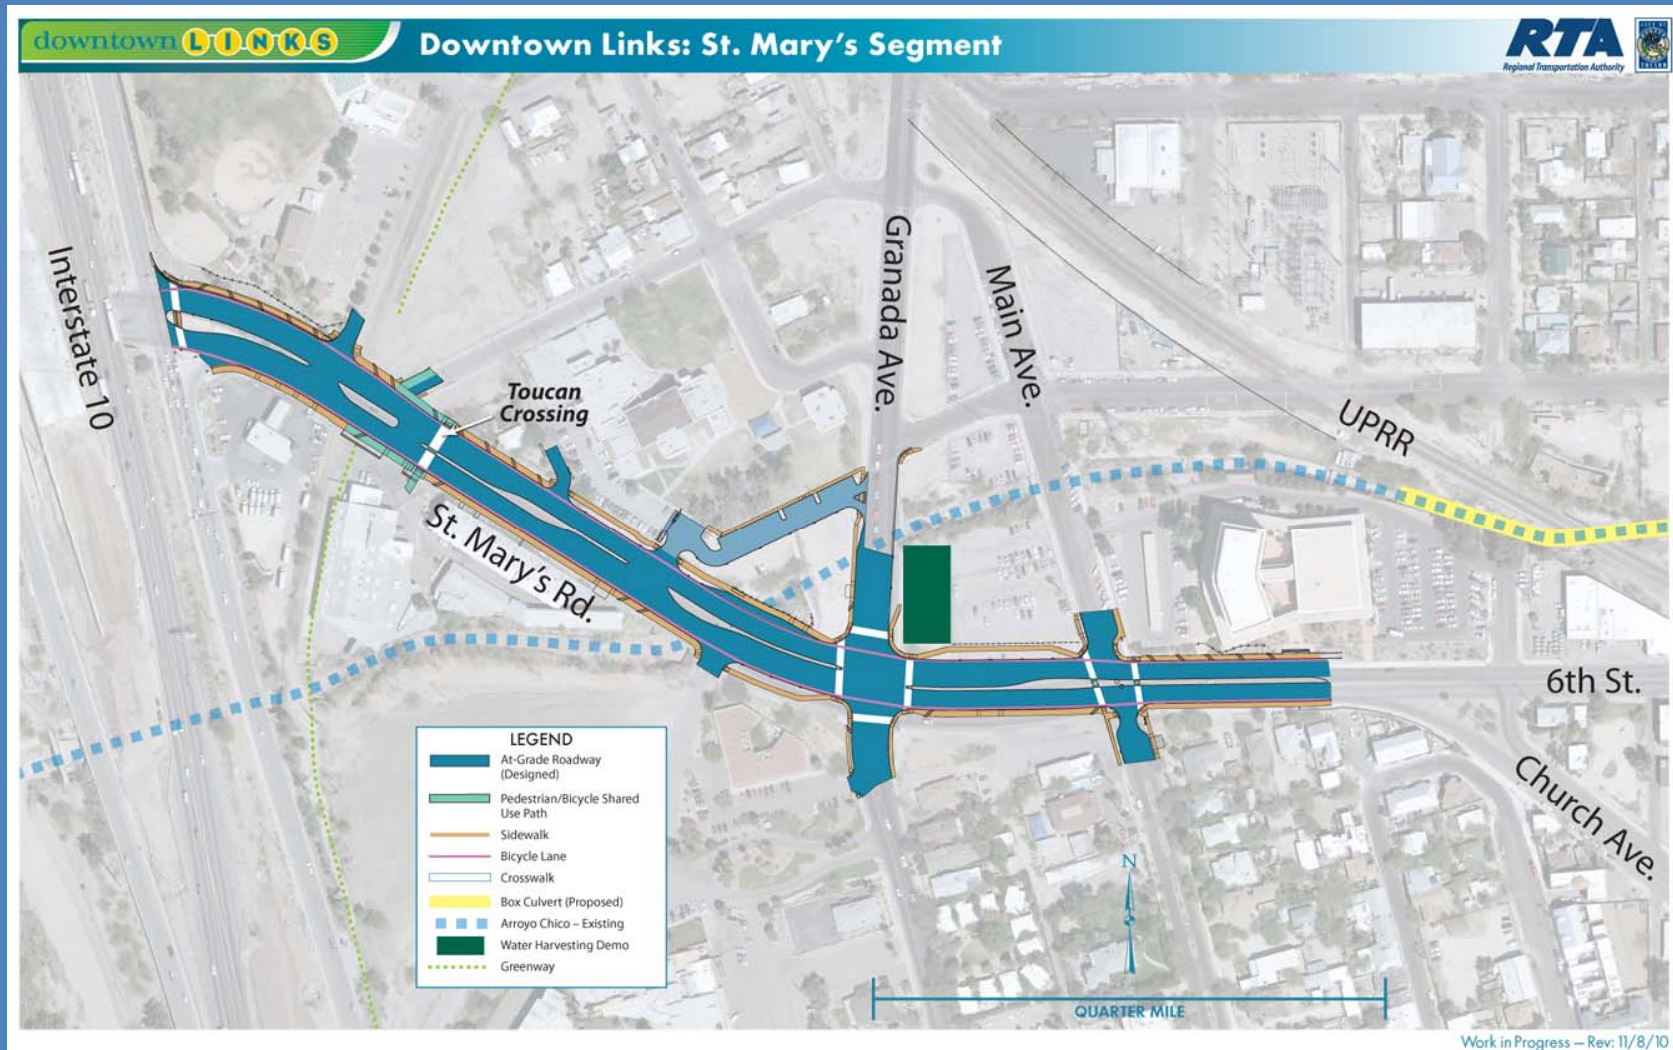 downtown LINKS
Downtown Links: St. Mary's Segment
RTA
Regional Transportation Authority
Interstate 10
Granada Ave.
Main Ave.
Toucan
Crossing
UPRR
St. Mary's Rd.
6th St.
Church Ave.
LEGEND
At-Grade Roadway
(Designed)
Pedestrian/Bicycle Shared
Use Path
Sidewalk
Bicycle Lane
Crosswalk
Box Culvert (Proposed)
Arroyo Chico – Existing
Water Harvesting Demo
Greenway
N
QUARTER MILE
Work in Progress – Rev: 11/8/10